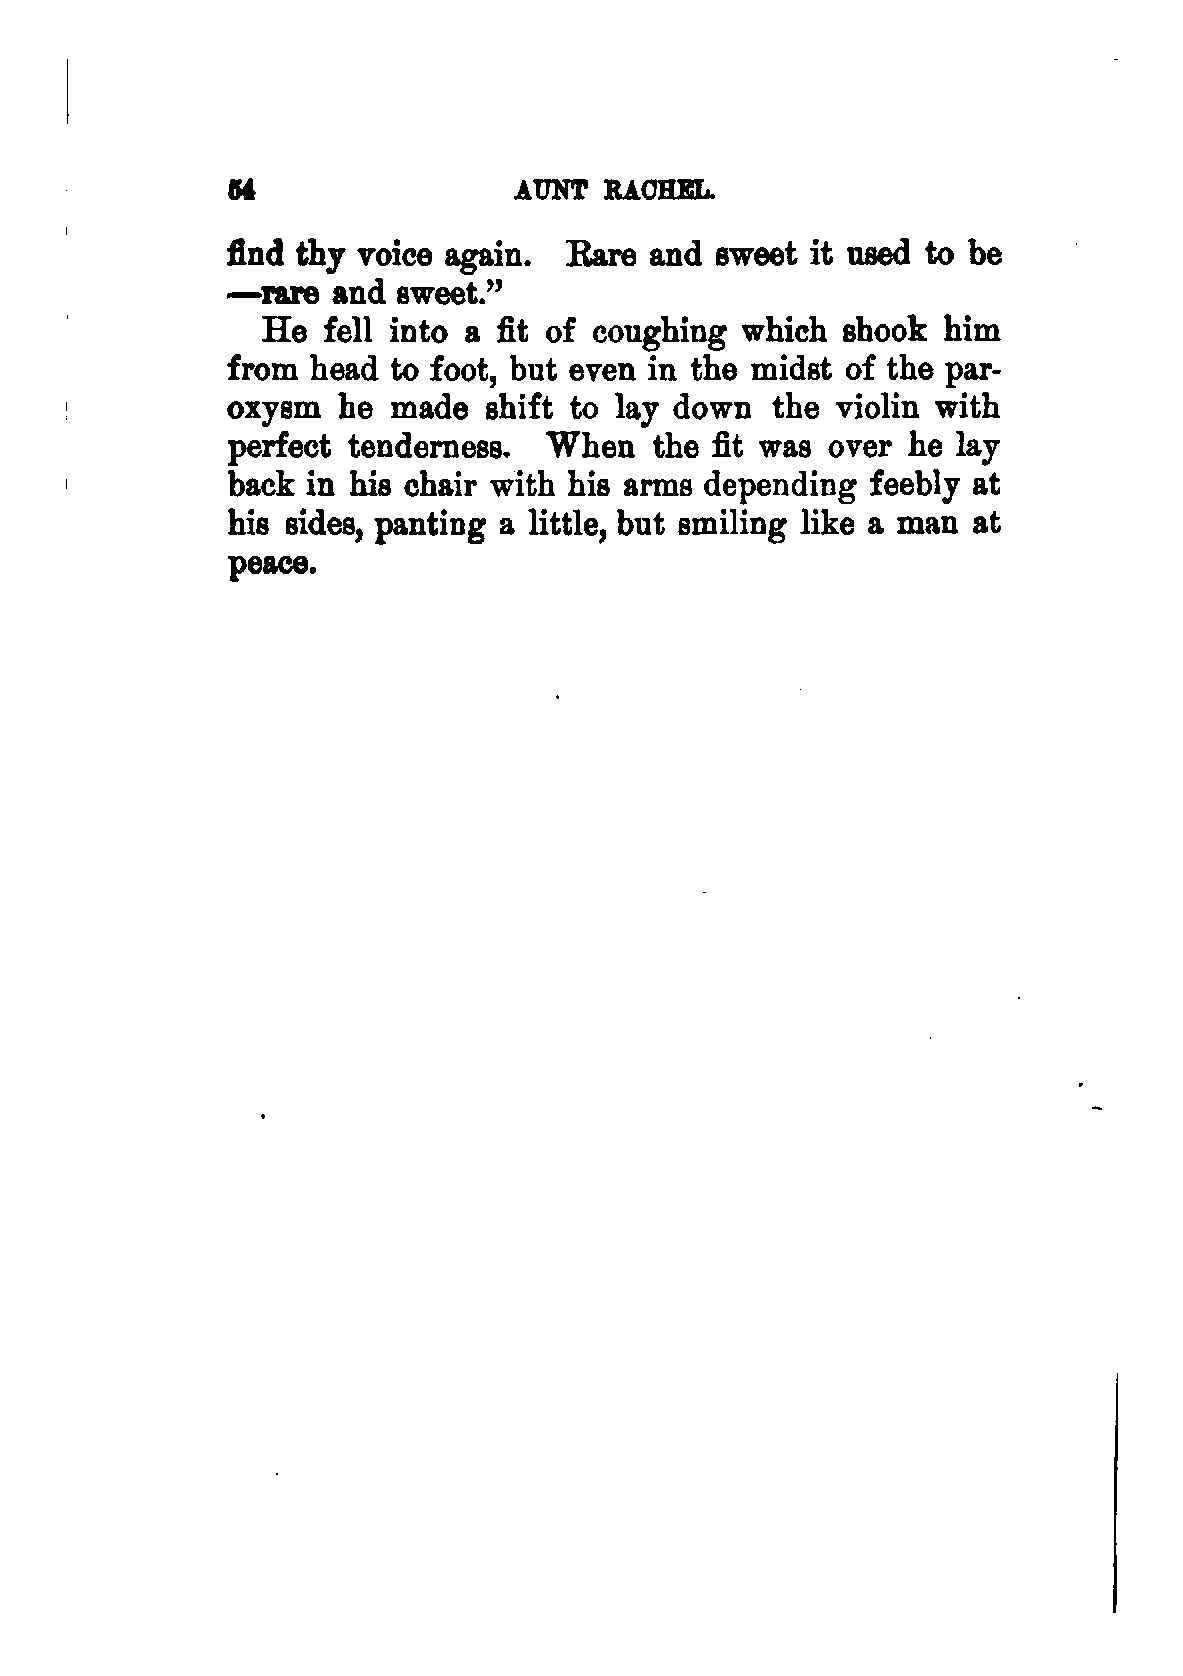 54 AUNT RACHEL.
find thy voice again. Rare and sweet it used to be
—rare and sweet.”
He fell into a fit of coughing which shook him
from head to foot, but even in the midst of the par-
oxysm he made shift to lay down the violin with
perfect tenderness. When the fit was over he lay
back in his chair with his arms depending feebly at
his sides, panting a little, but smiling like a man at
peace.